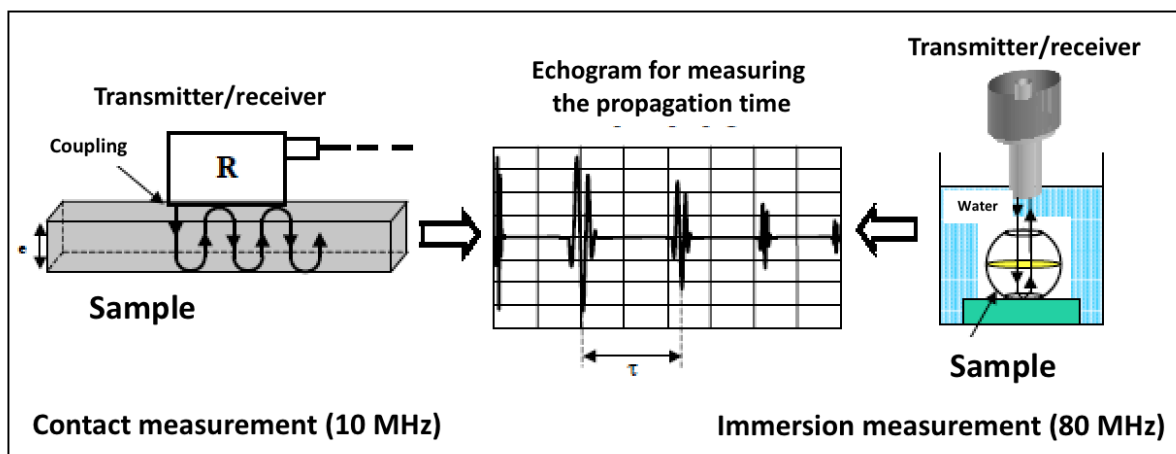 Transmitter/receiver
Coupling
R
e
Sample
Contact measurement (10 MHz)
Echogram for measuring
the propagation time
τ
Transmitter/receiver
Water
Sample
Immersion measurement (80 MHz)